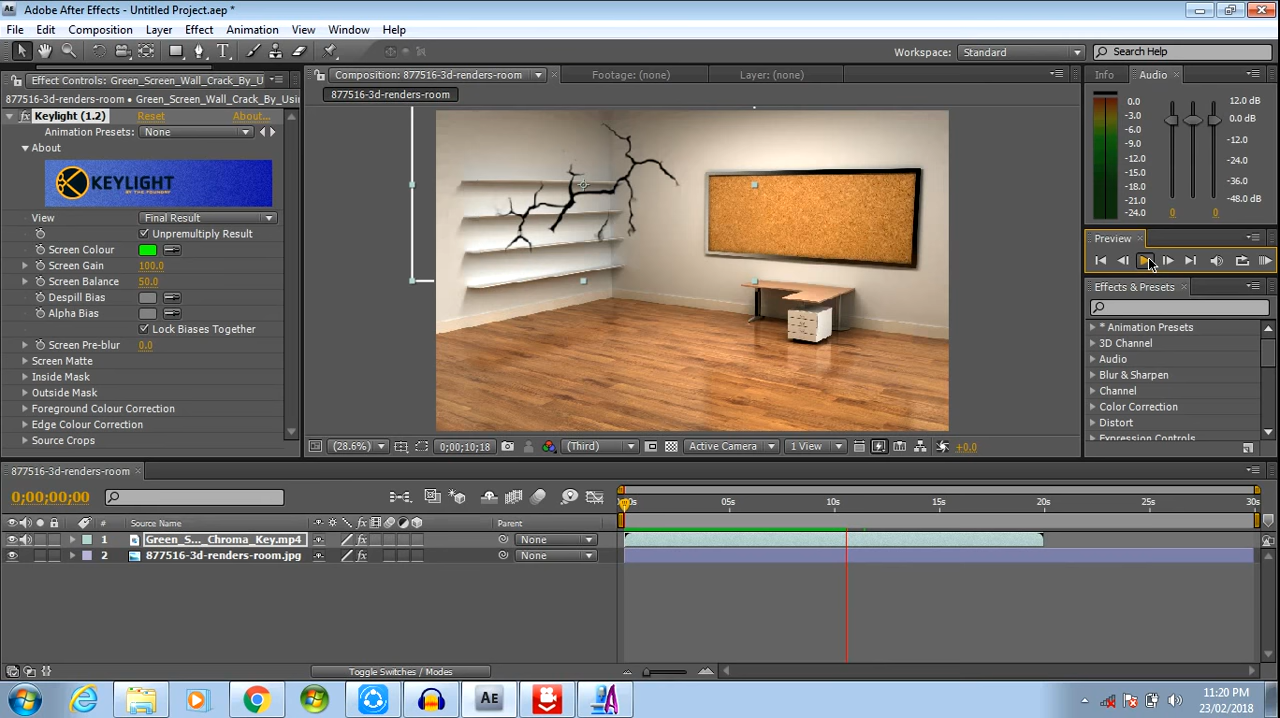 Adobe After Effects - Untitled Project.aep *
File Edit Composition Layer Effect Animation View Window Help
Workspace: Standard Search Help
Effect Controls: Green_Screen_Wall_Crack_By_U
Composition: 877516-3d-renders-room Footage: (none) Layer: (none)
Info Audio
877516-3d-renders-room • Green_Screen_Wall_Crack_By_Usin
877516-3d-renders-room
Keylight (1.2) Reset About...
Animation Presets: None
About
KEYLIGHT
BY THE FOUNDRY
View Final Result
Unpremultiply Result
Screen Colour
Screen Gain 100.0
Screen Balance 50.0
Despill Bias
Alpha Bias
Lock Biases Together
Screen Pre-blur 0.0
Screen Matte
Inside Mask
Outside Mask
Foreground Colour Correction
Edge Colour Correction
Source Crops
0.0 12.0 dB
-3.0 0.0 dB
-6.0
-9.0 -12.0
-12.0
-15.0 -24.0
-18.0 -36.0
-21.0
-24.0 -48.0 dB
0 0
Preview
Effects & Presets
* Animation Presets
3D Channel
Audio
Blur & Sharpen
Channel
Color Correction
Distort
Expression Controls
(28.6%) 0;00;10;18 (Third) Active Camera 1 View +0.0
877516-3d-renders-room
0;00;00;00
00s 05s 10s 15s 20s 25s 30s
# Source Name Parent
1 Green_S..._Chroma_Key.mp4 fx None
2 877516-3d-renders-room.jpg fx None
Toggle Switches / Modes
AE
11:20 PM
23/02/2018